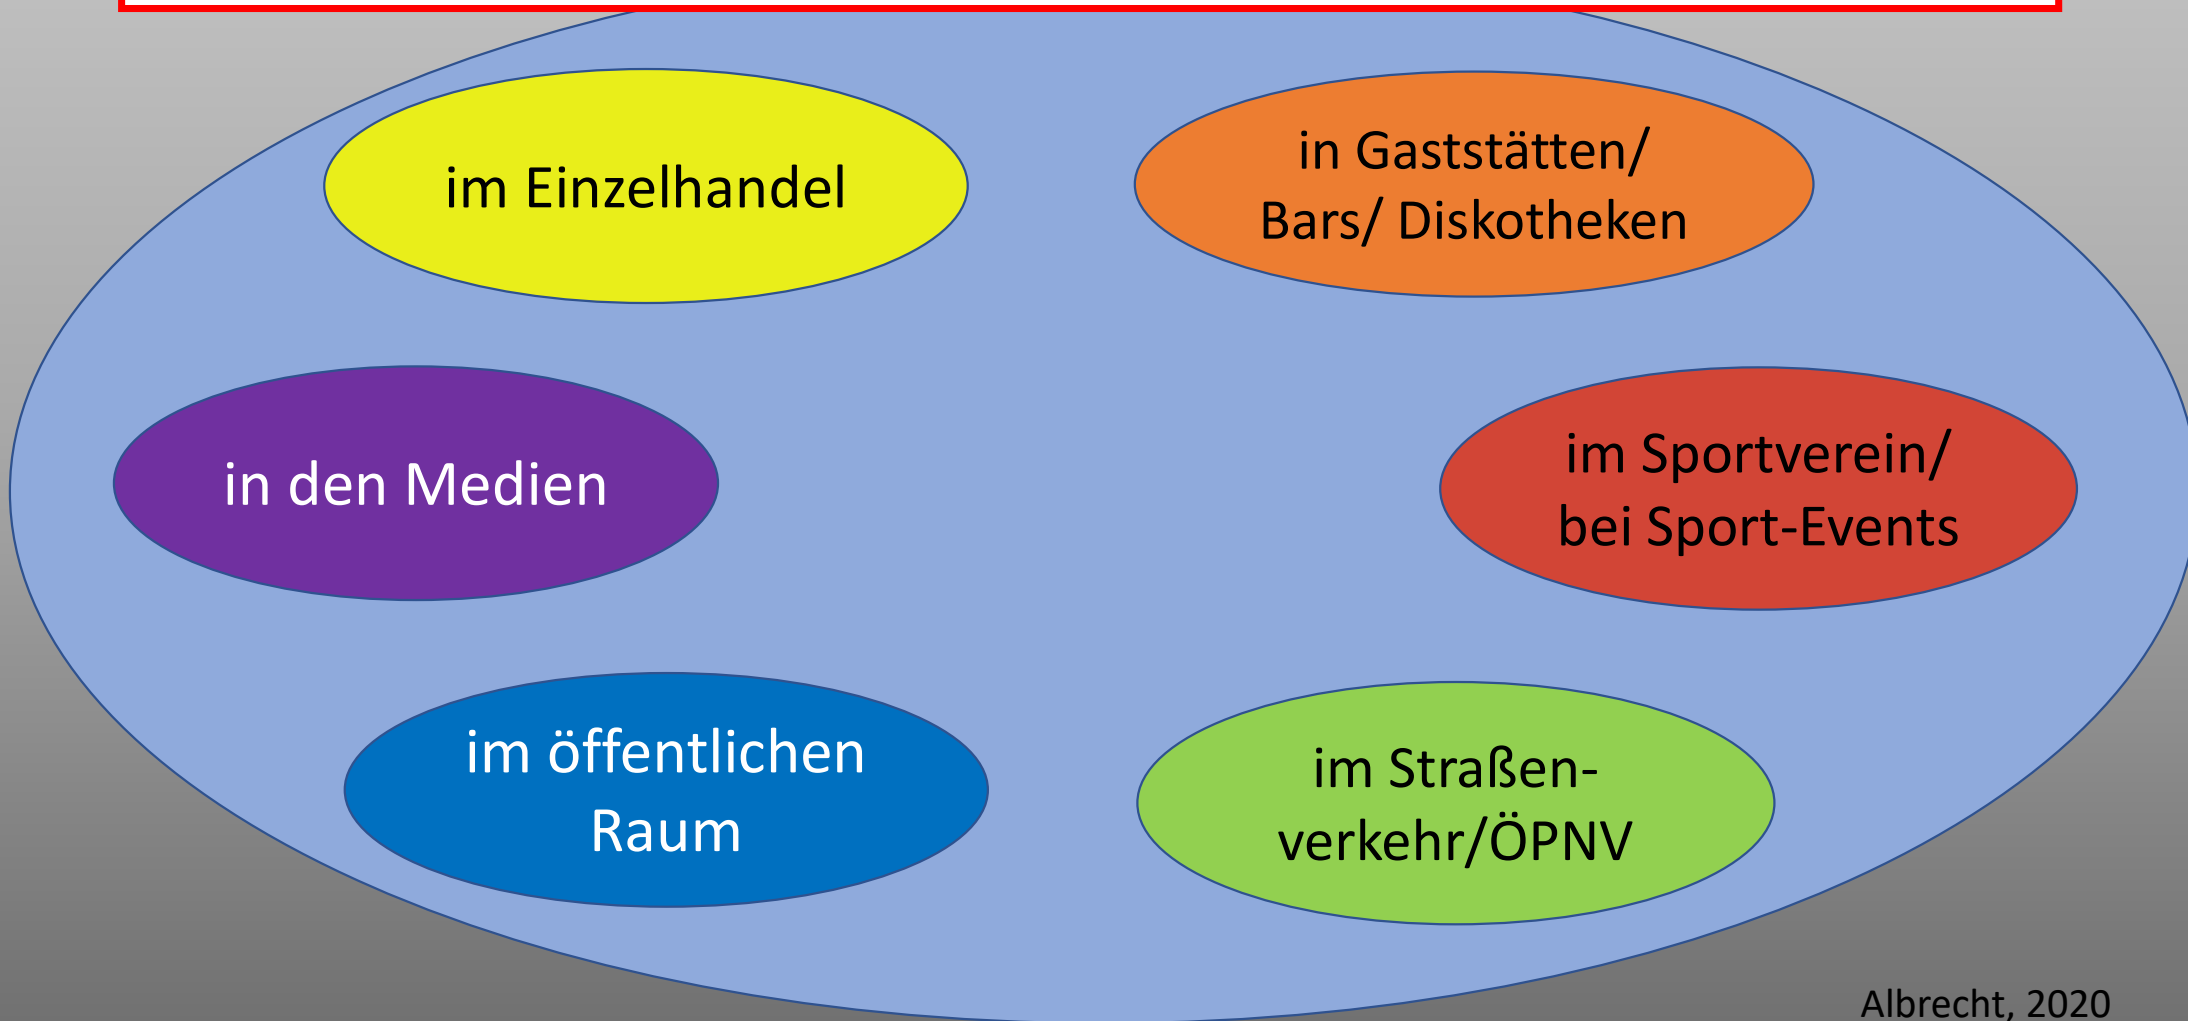 im Einzelhandel
in Gaststätten/
Bars/ Diskotheken
in den Medien
im Sportverein/
bei Sport-Events
im öffentlichen
Raum
im Straßen-
verkehr/ÖPNV
Albrecht, 2020